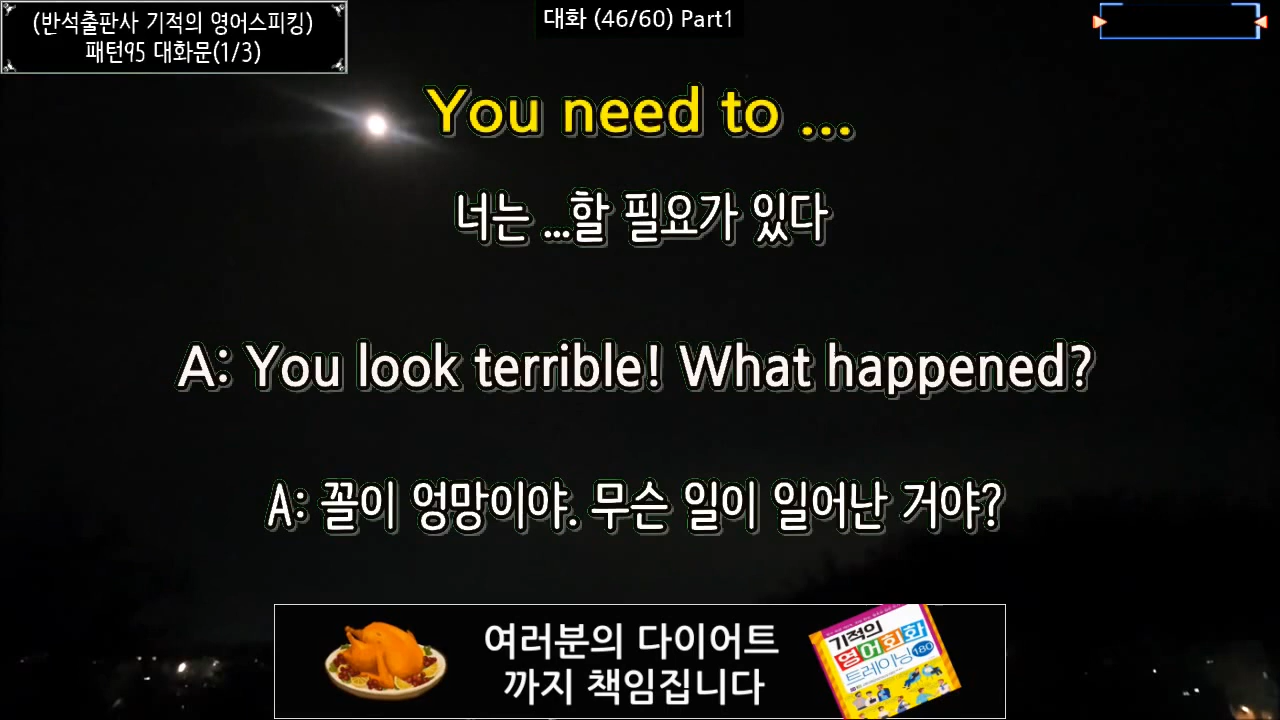 (반석출판사 기적의 영어스피킹)
패턴95 대화문(1/3)
대화 (46/60) Part1
You need to ...
너는 ...할 필요가 있다
A: You look terrible! What happened?
A: 꼴이 엉망이야. 무슨 일이 일어난 거야?
여러분의 다이어트
까지 책임집니다
기적의
영어회화
트레이닝
180